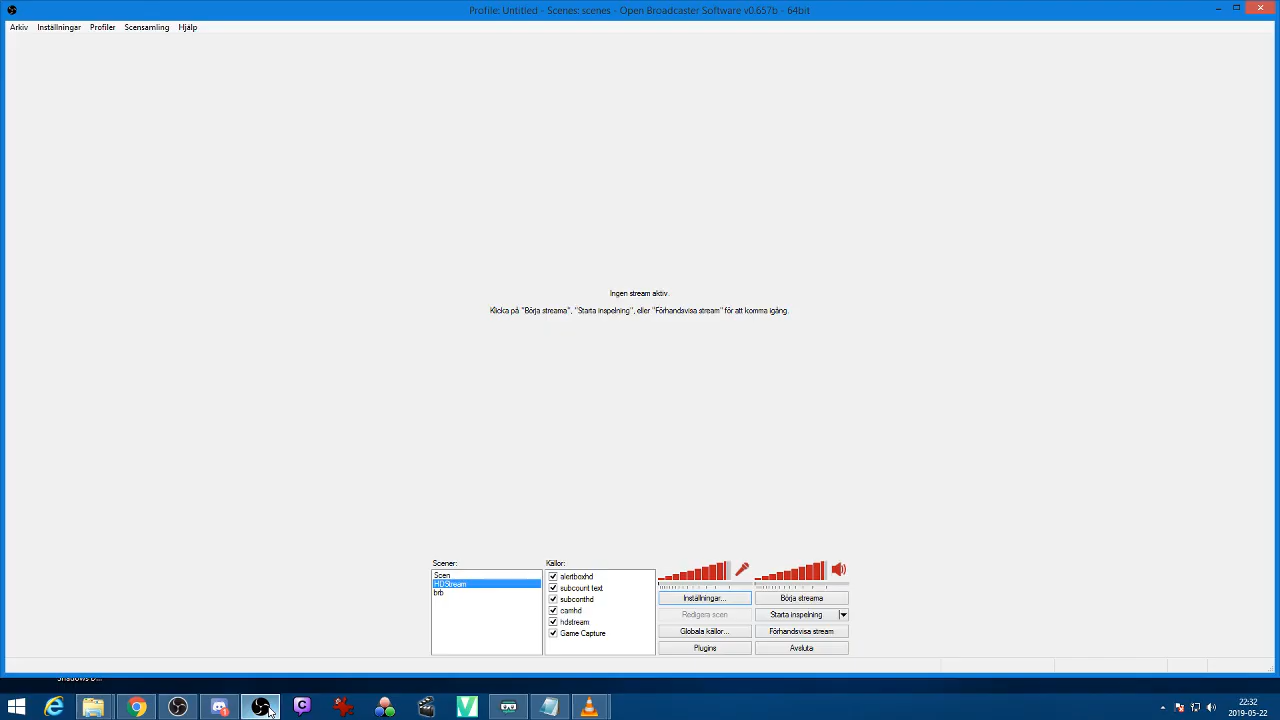 Profile: Untitled - Scenes: scenes - Open Broadcaster Software v0.657b - 64bit
Arkiv Inställningar Profiler Scensamling Hjälp
Ingen stream aktiv.
Klicka på "Börja streama", "Starta inspelning", eller "Förhandsvisa stream" för att komma igång.
Scener:
Scen
HDStream
brb
Källor:
alertboxhd
subcount text
subconthd
camhd
hdstream
Game Capture
Inställningar...
Börja streama
Redigera scen
Starta inspelning
Globala källor...
Förhandsvisa stream
Plugins
Avsluta
Shadows D...
22:32
2019-05-22